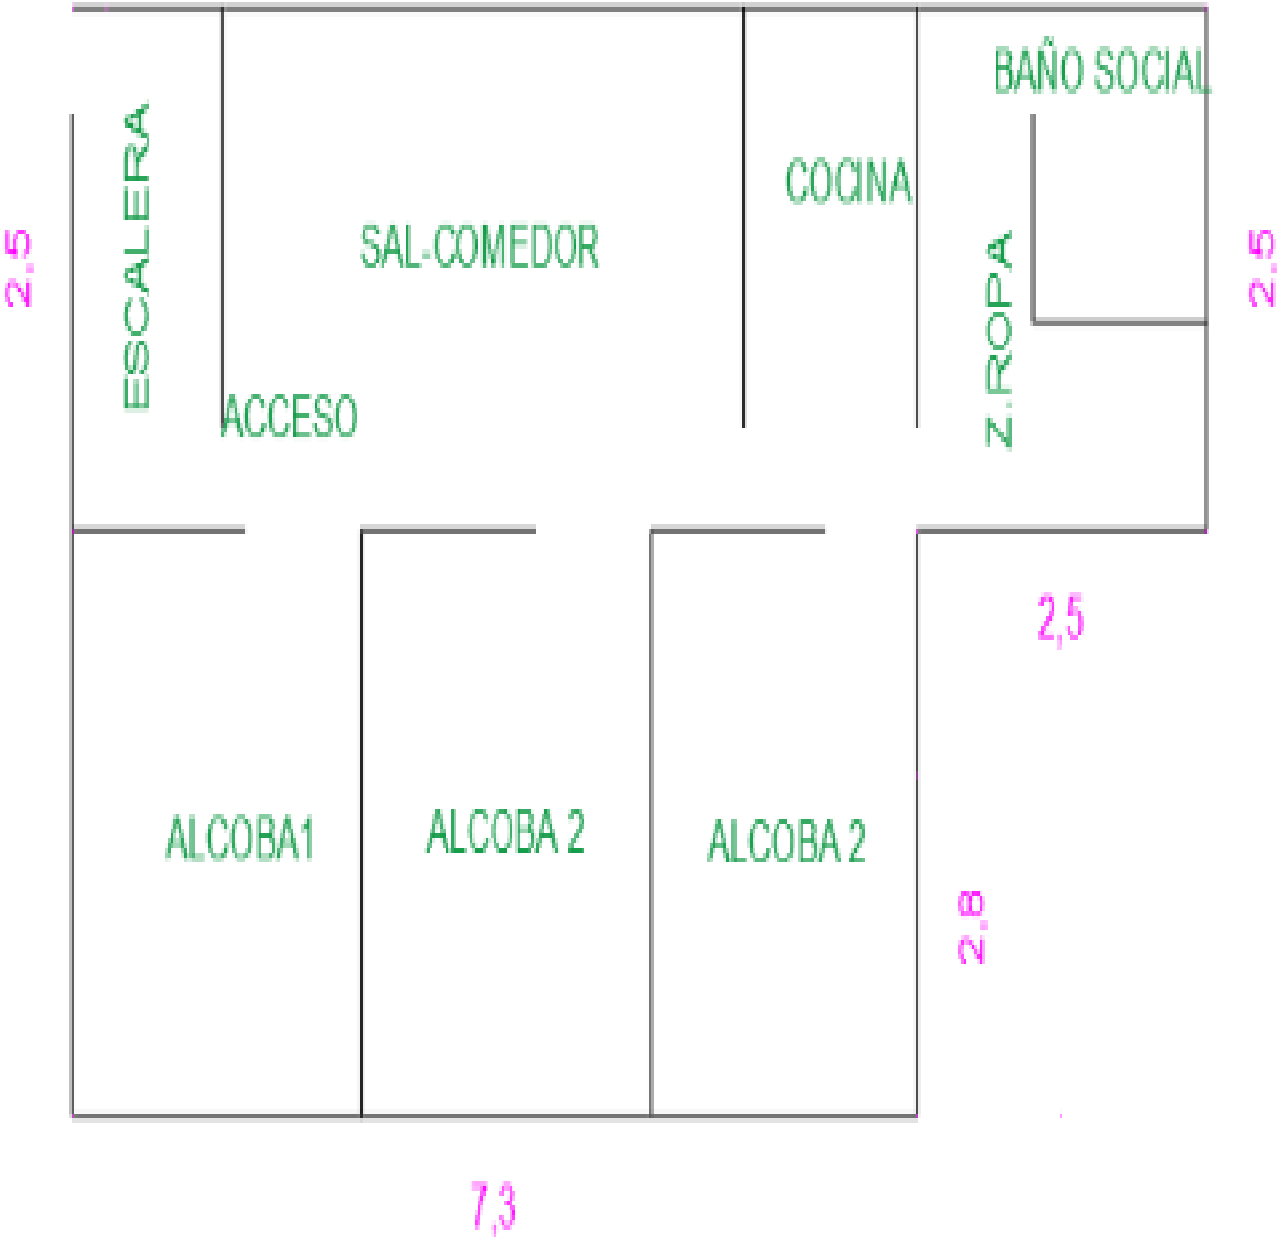 BAÑO SOCIAL
ESCALERA
COCINA
SAL-COMEDOR
2.5
Z.ROPA
2.5
ACCESO
2,5
ALCOBA1
ALCOBA 2
ALCOBA 2
2.8
7,3